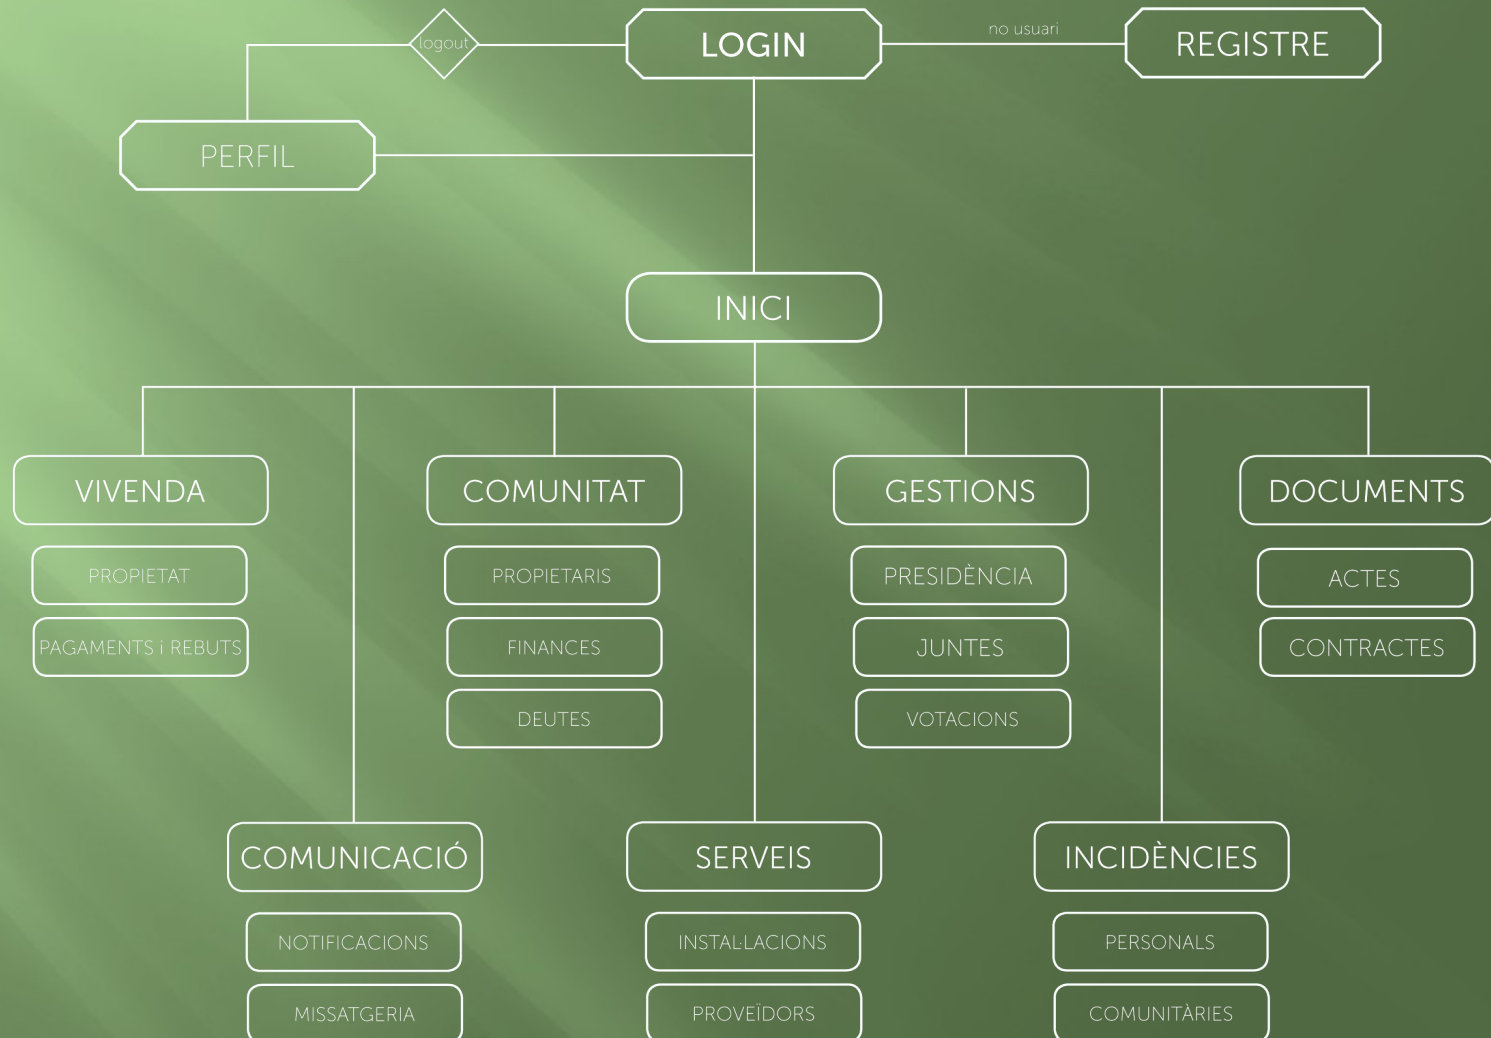 logout
LOGIN
no usuari
REGISTRE
PERFIL
INICI
VIVENDA
COMUNITAT
GESTIONS
DOCUMENTS
PROPIETAT
PROPIETARIS
PRESIDÈNCIA
ACTES
PAGAMENTS i REBUTS
FINANCES
JUNTES
CONTRACTES
DEUTES
VOTACIONS
COMUNICACIÓ
SERVEIS
INCIDÈNCIES
NOTIFICACIONS
INSTAL·LACIONS
PERSONALS
MISSATGERIA
PROVEÏDORS
COMUNITÀRIES